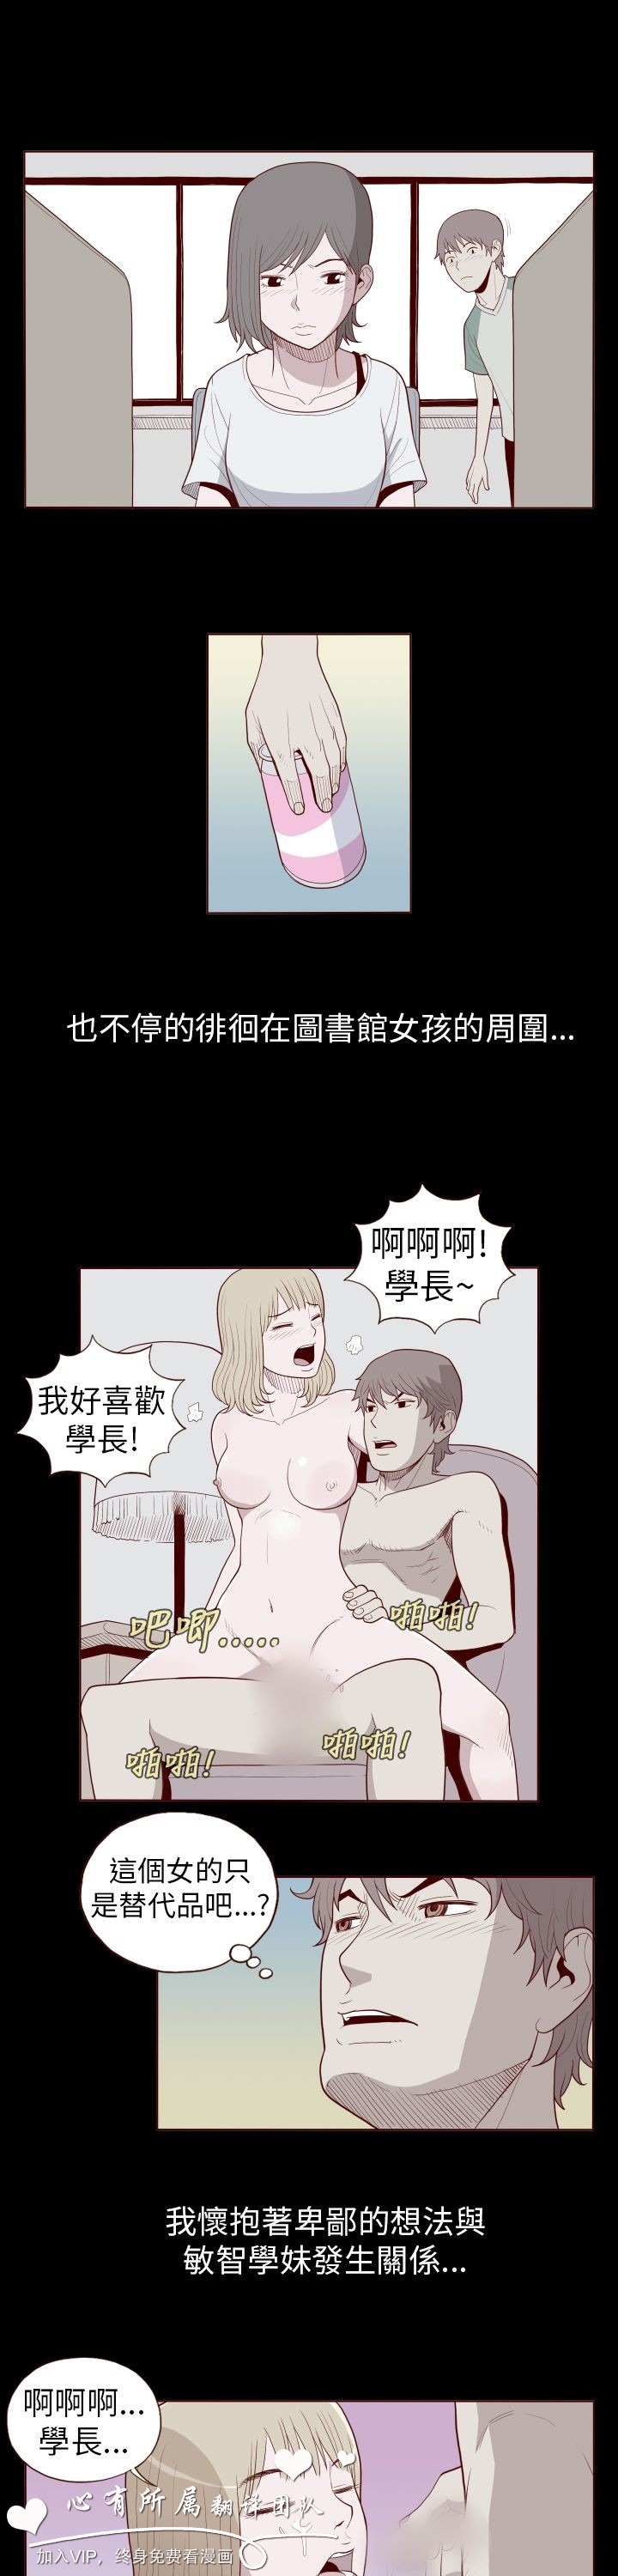 也不停的徘徊在圖書館女孩的周圍...
啊啊啊!
學長~
我好喜歡
學長!
吧唧.....
啪啪!
啪啪!
啪啪!
這個女的只
是替代品吧...?
我懷抱著卑鄙的想法與
敏智學妹發生關係...
啊啊啊...
學長...
心有所属翻译团队
加入VIP，终身免费看漫画